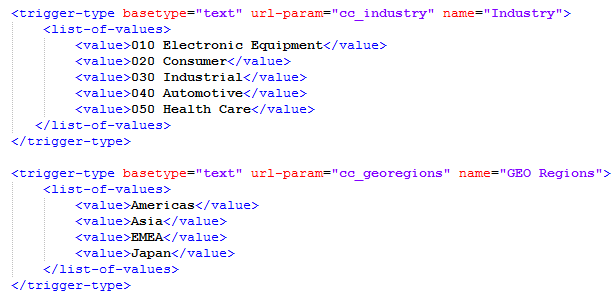 <trigger-type basetype="text" url-param="cc_industry" name="Industry">
<list-of-values>
<value>010 Electronic Equipment</value>
<value>020 Consumer</value>
<value>030 Industrial</value>
<value>040 Automotive</value>
<value>050 Health Care</value>
</list-of-values>
</trigger-type>
<trigger-type basetype="text" url-param="cc_georegions" name="GEO Regions">
<list-of-values>
<value>Americas</value>
<value>Asia</value>
<value>EMEA</value>
<value>Japan</value>
</list-of-values>
</trigger-type>